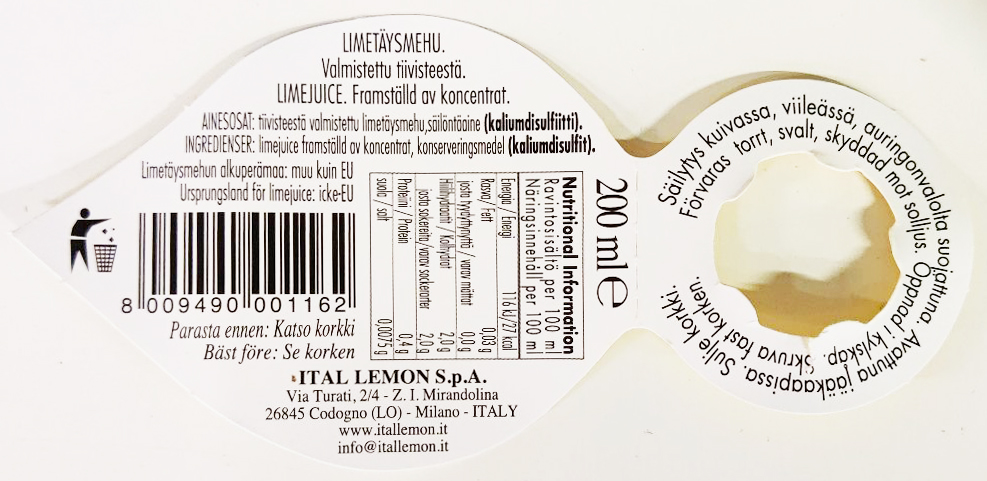 LIMETÄYSMEHU.
Valmistettu tiivisteestä.
LIMEJUICE. Framställd av koncentrat.
AINESOSAT: tiivisteestä valmistettu limetäysmehu,säilöntäaine (kaliumdisulfiitti).
INGREDIENSER: limejuice framställd av koncentrat, konserveringsmedel (kaliumdisulfit).
Limetäysmehun alkuperämaa: muu kuin EU
Ursprungsland för limejuice: icke-EU
8 009490 001162
Parasta ennen: Katso korkki
Bäst före: Se korken
Nutritional Information
Ravintosisältö per 100 ml
Näringsinnehåll per 100 ml
Energia / Energi 116 kJ/27 kcal
Rasva / Fett 0,03 g
josta tyydyttynyttä / varav mättat 0,0 g
Hiilihydraatit / Kolhydrat 2,0 g
josta sokereita/varav sockerarter 2,0 g
Proteiini / Protein 0,4 g
suola / salt 0,0075 g
200 ml e
ITAL LEMON S.p.A.
Via Turati, 2/4 - Z. I. Mirandolina
26845 Codogno (LO) - Milano - ITALY
www.itallemon.it
info@itallemon.it
Säilytys kuivassa, viileässä, auringonvalolta suojattuna. Avattuna jääkaapissa. Sulje korkki.
Förvaras torrt, svalt, skyddad mot solljus. Öppnad i kylskåp. Skruva fast korken.